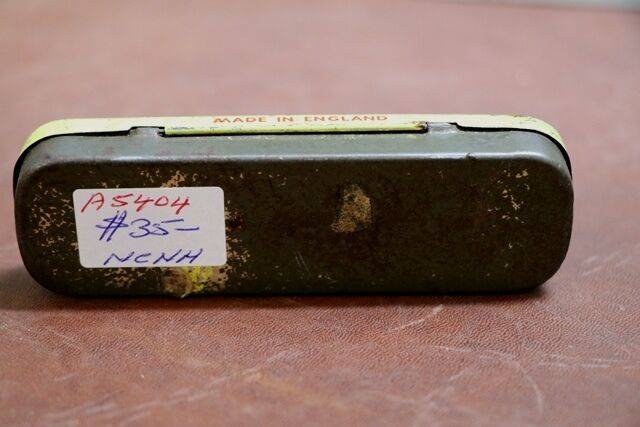 MADE IN ENGLAND
A5404
#35-
NCNH